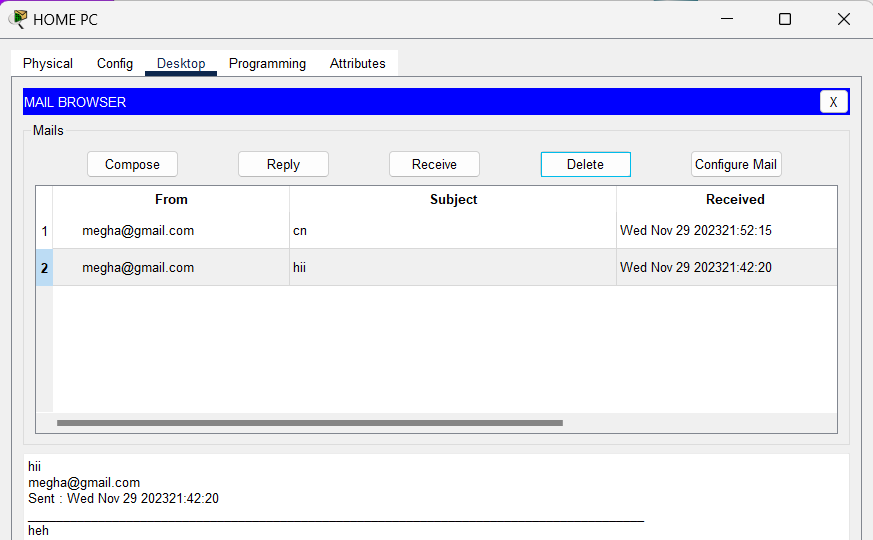 HOME PC
Physical Config Desktop Programming Attributes
MAIL BROWSER X
Mails
Compose Reply Receive Delete Configure Mail
From Subject Received
1 megha@gmail.com cn Wed Nov 29 202321:52:15
2 megha@gmail.com hii Wed Nov 29 202321:42:20
hii
megha@gmail.com
Sent : Wed Nov 29 202321:42:20
heh